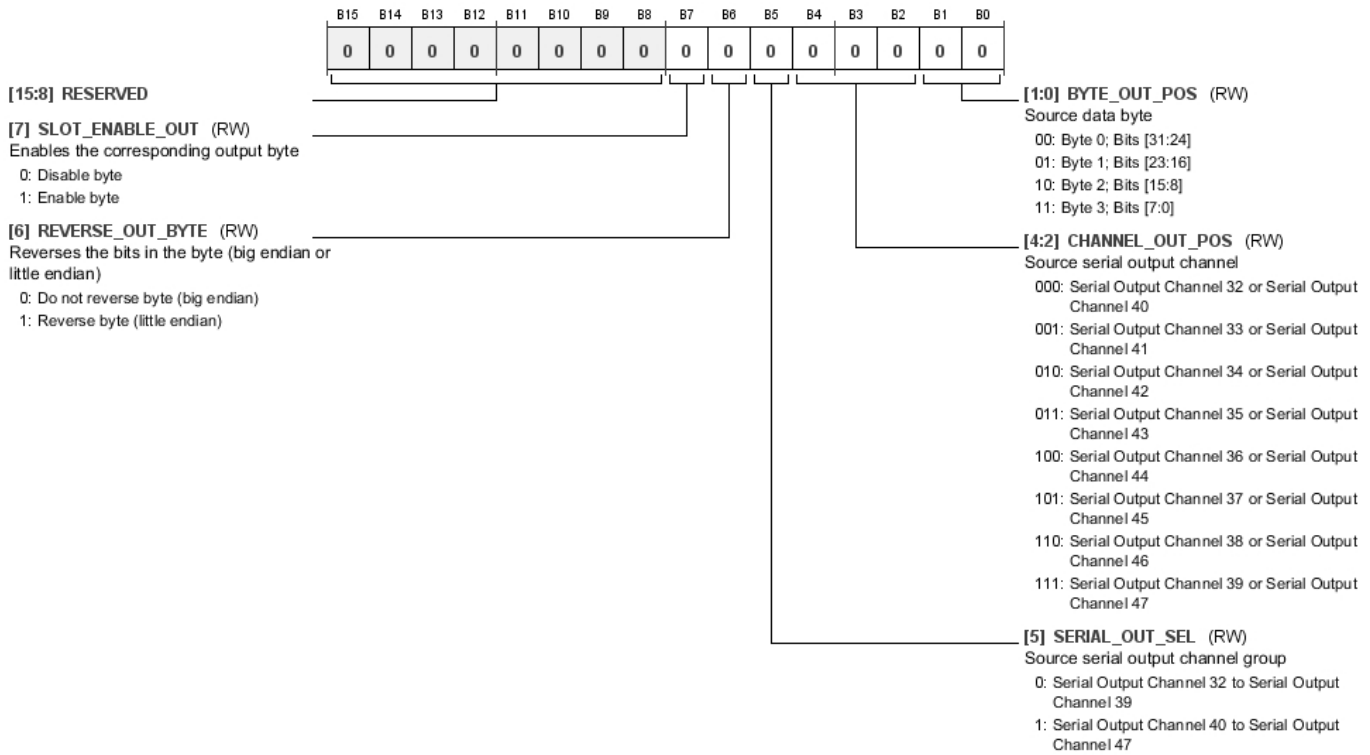 B15 B14 B13 B12 B11 B10 B9 B8 B7 B6 B5 B4 B3 B2 B1 B0
0 0 0 0 0 0 0 0 0 0 0 0 0 0 0 0
[15:8] RESERVED
[7] SLOT_ENABLE_OUT (RW)
Enables the corresponding output byte
0: Disable byte
1: Enable byte
[6] REVERSE_OUT_BYTE (RW)
Reverses the bits in the byte (big endian or
little endian)
0: Do not reverse byte (big endian)
1: Reverse byte (little endian)
[1:0] BYTE_OUT_POS (RW)
Source data byte
00: Byte 0; Bits [31:24]
01: Byte 1; Bits [23:16]
10: Byte 2; Bits [15:8]
11: Byte 3; Bits [7:0]
[4:2] CHANNEL_OUT_POS (RW)
Source serial output channel
000: Serial Output Channel 32 or Serial Output
Channel 40
001: Serial Output Channel 33 or Serial Output
Channel 41
010: Serial Output Channel 34 or Serial Output
Channel 42
011: Serial Output Channel 35 or Serial Output
Channel 43
100: Serial Output Channel 36 or Serial Output
Channel 44
101: Serial Output Channel 37 or Serial Output
Channel 45
110: Serial Output Channel 38 or Serial Output
Channel 46
111: Serial Output Channel 39 or Serial Output
Channel 47
[5] SERIAL_OUT_SEL (RW)
Source serial output channel group
0: Serial Output Channel 32 to Serial Output
Channel 39
1: Serial Output Channel 40 to Serial Output
Channel 47